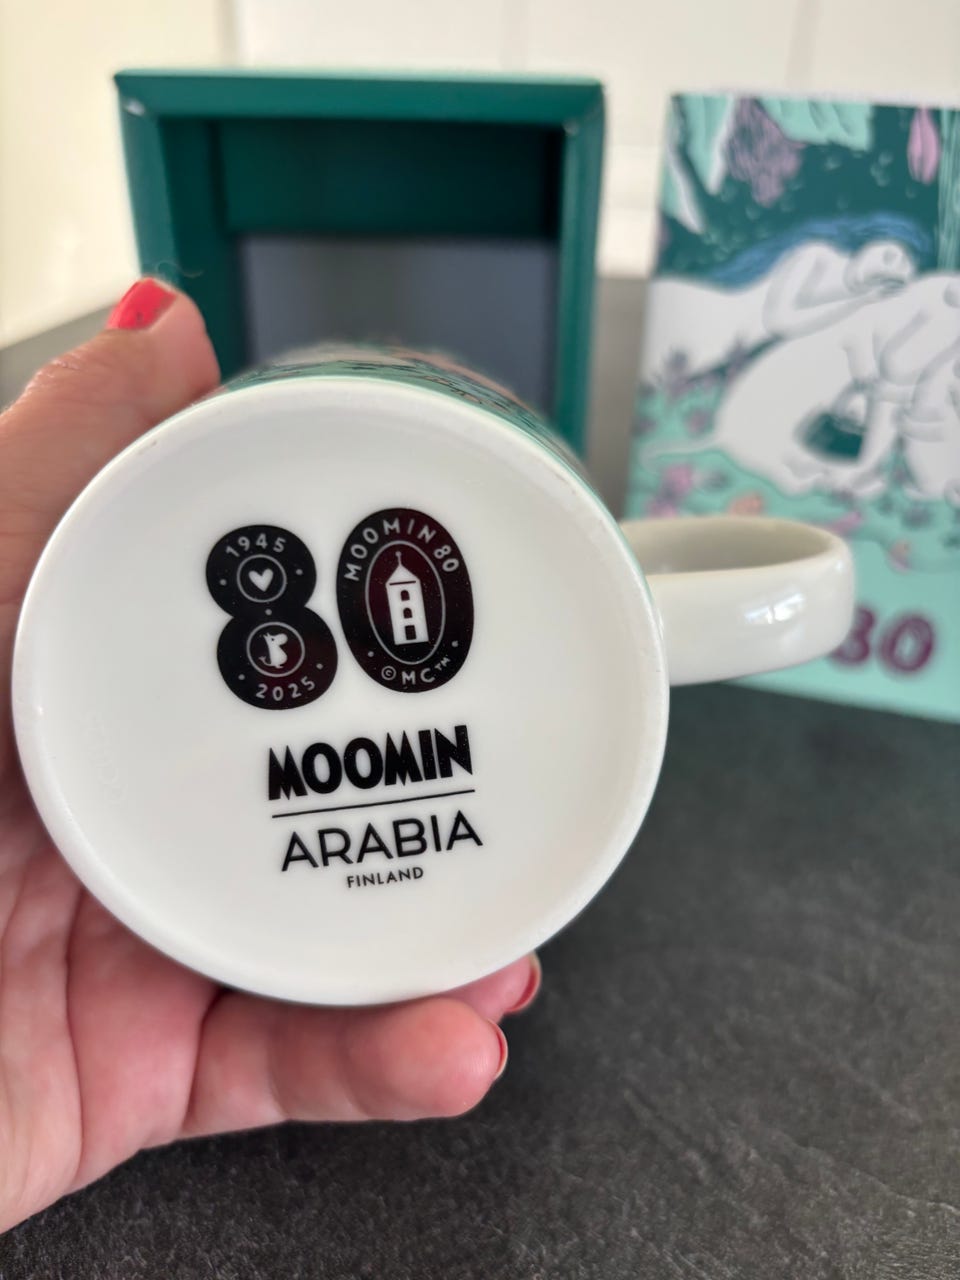 80
1945
2025
MOOMIN 80
© MC™
MOOMIN
ARABIA
FINLAND
80